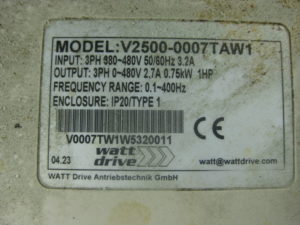 MODEL:V2500-0007TAW1
INPUT: 3PH 380~480V 50/60Hz 3.2A
OUTPUT: 3PH 0~480V 2,7A 0.75kW 1HP
FREQUENCY RANGE: 0.1~400Hz
ENCLOSURE: IP20/TYPE 1
V0007TW1W5320011
CE
watt
drive
04.23
watt@wattdrive.com
WATT Drive Antriebstechnik GmbH